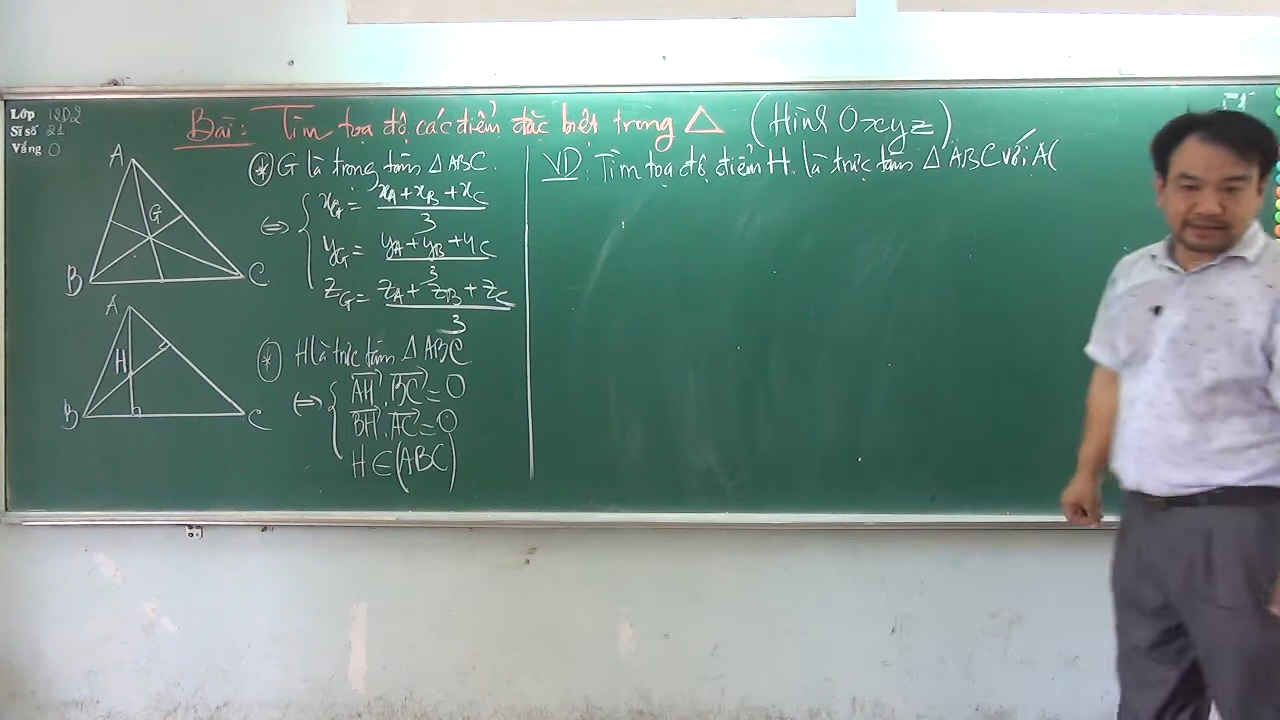 Lớp 12D2
Sĩ số 21
Vắng 0
Bài: Tìm tọa độ các điểm đặc biệt trong △ (Hình Oxyz)
A
G
B
C
* G là trọng tâm △ ABC.
⇔ { x_G = (x_A + x_B + x_C)/3
y_G = (y_A + y_B + y_C)/3
z_G = (z_A + z_B + z_C)/3
A
H
B
C
* H là trực tâm △ ABC
⇔ { AH⃗ . BC⃗ = 0
BH⃗ . AC⃗ = 0
H ∈ (ABC)
VD: Tìm tọa độ điểm H là trực tâm △ ABC với A(